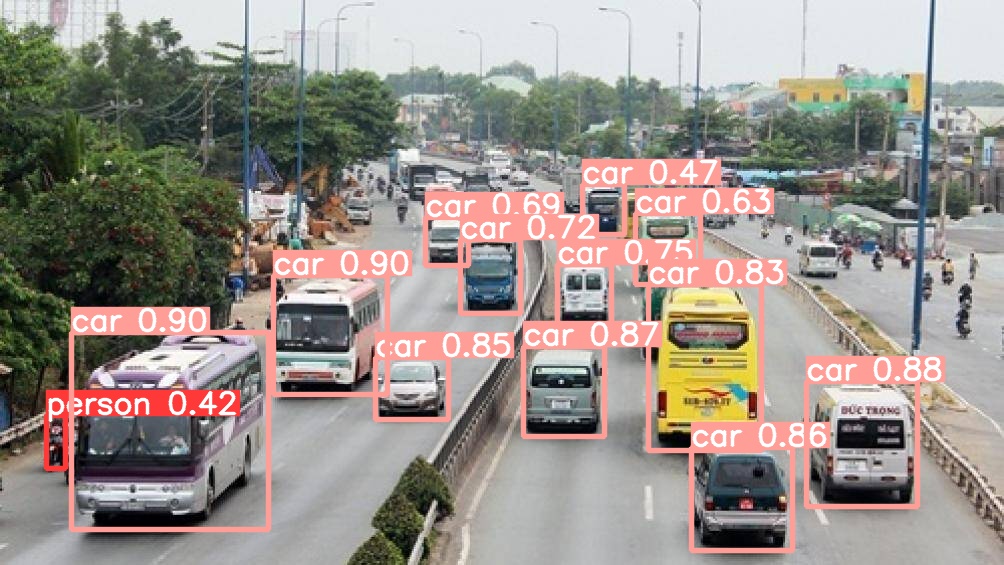 car 0.47
car 0.63
car 0.69
car 0.72
car 0.75
car 0.90
car 0.83
car 0.90
car 0.85
car 0.87
car 0.88
person 0.42
ĐỨC TRỌNG
car 0.86